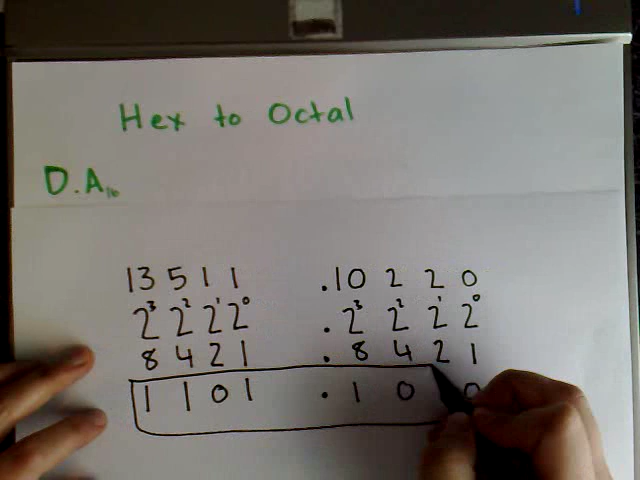 Hex to Octal
D.A₁₆
13 5 1 1 .10 2 2 0
2³ 2² 2¹ 2⁰ . 2³ 2² 2¹ 2⁰
8 4 2 1 . 8 4 2 1
1 1 0 1 . 1 0 0